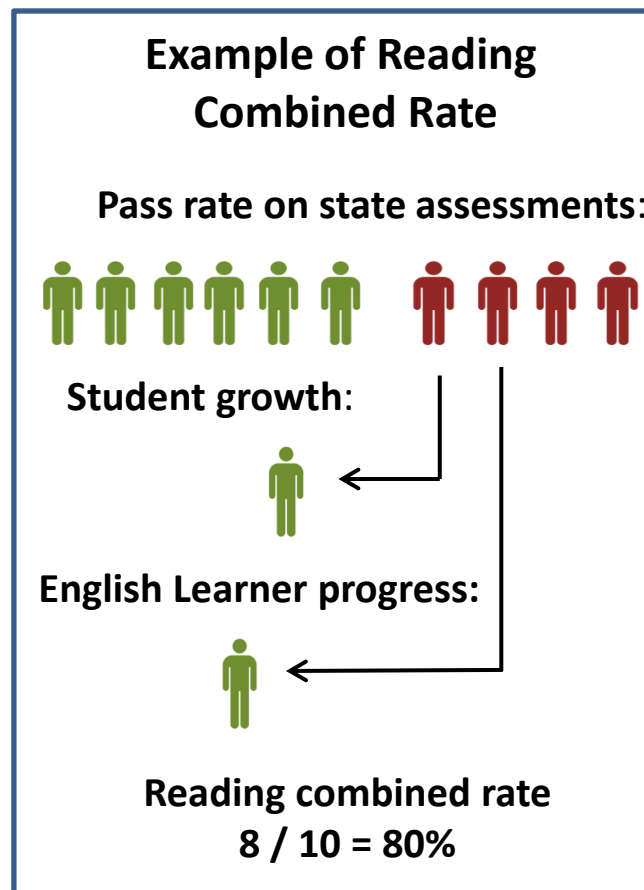 Example of Reading
Combined Rate
Pass rate on state assessments:
Student growth:
English Learner progress:
Reading combined rate
8 / 10 = 80%